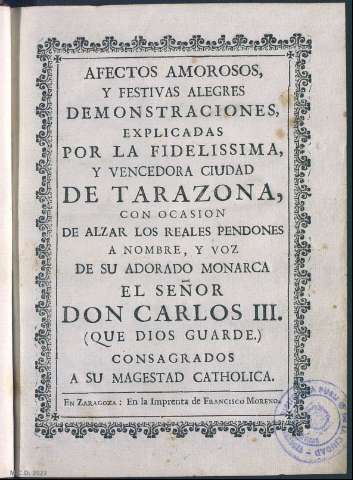 AFECTOS AMOROSOS,
Y FESTIVAS ALEGRES
DEMONSTRACIONES,
EXPLICADAS
POR LA FIDELISSIMA,
Y VENCEDORA CIUDAD
DE TARAZONA,
CON OCASION
DE ALZAR LOS REALES PENDONES
A NOMBRE, Y VOZ
DE SU ADORADO MONARCA
EL SEÑOR
DON CARLOS III.
(QUE DIOS GUARDE.)
CONSAGRADOS
A SU MAGESTAD CATHOLICA.
EN ZARAGOZA: En la Imprenta de FRANCISCO MORENO.